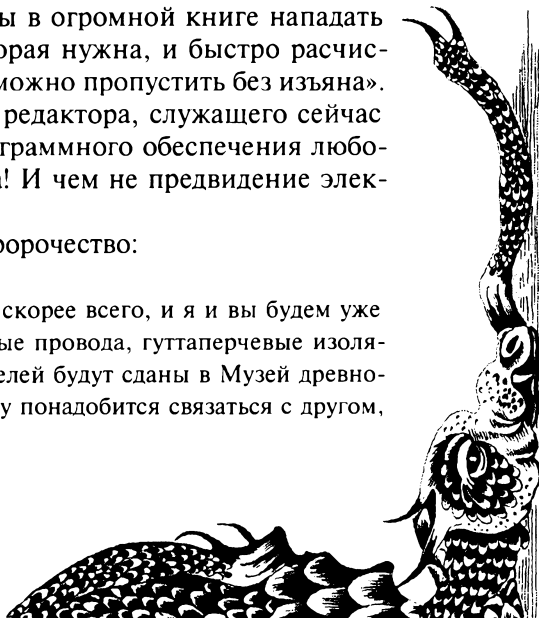 ы в огромной книге нападать
орая нужна, и быстро расчис-
можно пропустить без изъяна».
редактора, служащего сейчас
граммного обеспечения любо-
! И чем не предвидение элек-
ророчество:
скорее всего, и я и вы будем уже
ые провода, гуттаперчевые изоля-
елей будут сданы в Музей древно-
у понадобится связаться с другом,